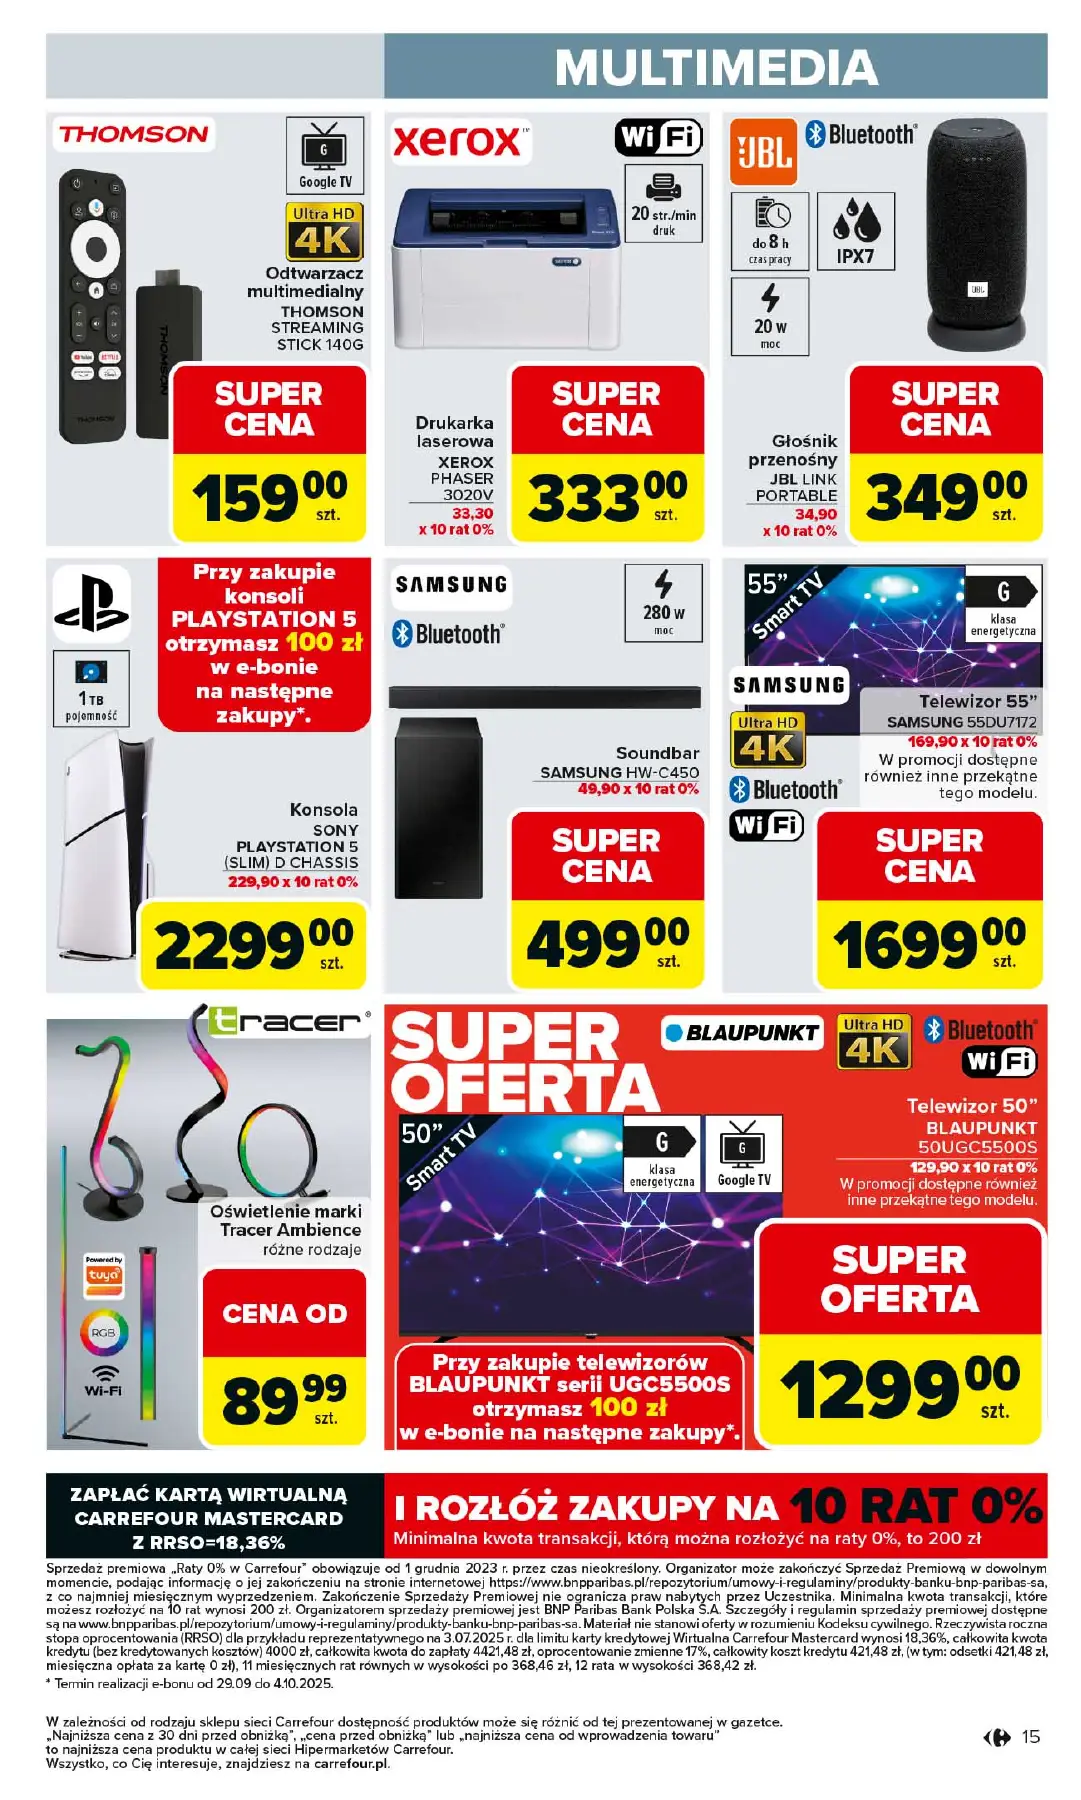 MULTIMEDIA
THOMSON
G
Google TV
Ultra HD
4K
Odtwarzacz
multimedialny
THOMSON
STREAMING
STICK 140G
THOMSON
THOMSON
SUPER
CENA
159 00
szt.
xerox™
WiFi
20 str./min
druk
Drukarka
laserowa
XEROX
PHASER
3020V
33,30
x 10 rat 0%
SUPER
CENA
333 00
szt.
JBL
Bluetooth®
do 8 h
czas pracy
IPX7
20 W
moc
JBL
Głośnik
przenośny
JBL LINK
PORTABLE
34,90
x 10 rat 0%
SUPER
CENA
349 00
szt.
1 TB
pojemność
Przy zakupie
konsoli
PLAYSTATION 5
otrzymasz 100 zł
w e-bonie
na następne
zakupy*.
Konsola
SONY
PLAYSTATION 5
(SLIM) D CHASSIS
229,90 x 10 rat 0%
2299 00
szt.
SAMSUNG
Bluetooth®
280 W
moc
Soundbar
SAMSUNG HW-C450
49,90 x 10 rat 0%
SUPER
CENA
499 00
szt.
55”
Smart TV
G
klasa
energetyczna
SAMSUNG
Ultra HD
4K
Bluetooth®
WiFi
Telewizor 55”
SAMSUNG 55DU7172
169,90 x 10 rat 0%
W promocji dostępne
również inne przekątne
tego modelu.
SUPER
CENA
1699 00
szt.
tracer®
Oświetlenie marki
Tracer Ambience
różne rodzaje
Powered by
tuya
RGB
Wi-Fi
CENA OD
89 99
szt.
SUPER
OFERTA
BLAUPUNKT
Ultra HD
4K
Bluetooth®
WiFi
50”
Smart TV
G
klasa
energetyczna
Google TV
Telewizor 50”
BLAUPUNKT
50UGC5500S
129,90 x 10 rat 0%
W promocji dostępne również
inne przekątne tego modelu.
SUPER
OFERTA
1299 00
szt.
Przy zakupie telewizorów
BLAUPUNKT serii UGC5500S
otrzymasz 100 zł
w e-bonie na następne zakupy*.
ZAPŁAĆ KARTĄ WIRTUALNĄ
CARREFOUR MASTERCARD
Z RRSO=18,36%
I ROZŁÓŻ ZAKUPY NA 10 RAT 0%
Minimalna kwota transakcji, którą można rozłożyć na raty 0%, to 200 zł
Sprzedaż premiowa „Raty 0% w Carrefour” obowiązuje od 1 grudnia 2023 r. przez czas nieokreślony. Organizator może zakończyć Sprzedaż Premiową w dowolnym
momencie, podając informację o jej zakończeniu na stronie internetowej https://www.bnpparibas.pl/repozytorium/umowy-i-regulaminy/produkty-banku-bnp-paribas-sa,
z co najmniej miesięcznym wyprzedzeniem. Zakończenie Sprzedaży Premiowej nie ogranicza praw nabytych przez Uczestnika. Minimalna kwota transakcji, które
możesz rozłożyć na 10 rat wynosi 200 zł. Organizatorem sprzedaży premiowej jest BNP Paribas Bank Polska S.A. Szczegóły i regulamin sprzedaży premiowej dostępne
są na www.bnpparibas.pl/repozytorium/umowy-i-regulaminy/produkty-banku-bnp-paribas-sa. Materiał nie stanowi oferty w rozumieniu Kodeksu cywilnego. Rzeczywista roczna
stopa oprocentowania (RRSO) dla przykładu reprezentatywnego na 3.07.2025 r. dla limitu karty kredytowej Wirtualna Carrefour Mastercard wynosi 18,36%, całkowita kwota
kredytu (bez kredytowanych kosztów) 4000 zł, całkowita kwota do zapłaty 4421,48 zł, oprocentowanie zmienne 17%, całkowity koszt kredytu 421,48 zł, (w tym: odsetki 421,48 zł,
miesięczna opłata za kartę 0 zł), 11 miesięcznych rat równych w wysokości po 368,46 zł, 12 rata w wysokości 368,42 zł.
* Termin realizacji e-bonu od 29.09 do 4.10.2025.
W zależności od rodzaju sklepu sieci Carrefour dostępność produktów może się różnić od tej prezentowanej w gazetce.
„Najniższa cena z 30 dni przed obniżką”, „cena przed obniżką” lub „najniższa cena od wprowadzenia towaru”
to najniższa cena produktu w całej sieci Hipermarketów Carrefour.
Wszystko, co Cię interesuje, znajdziesz na carrefour.pl.
15